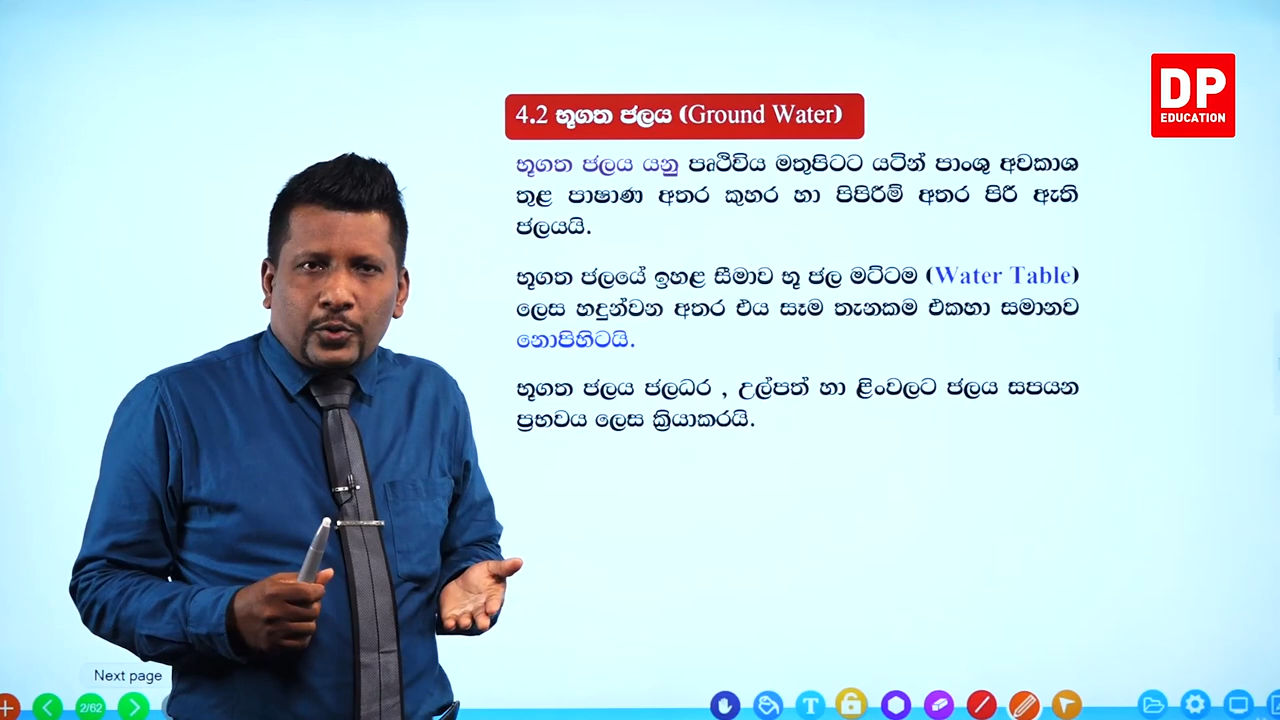 DP
EDUCATION
4.2 භූගත ජලය (Ground Water)
භූගත ජලය යනු පෘථිවිය මතුපිටට යටින් පාංශු අවකාශ
තුළ පාෂාණ අතර කුහර හා පිපිරීම් අතර පිරී ඇති
ජලයයි.
භූගත ජලයේ ඉහළ සීමාව භූ ජල මට්ටම (Water Table)
ලෙස හඳුන්වන අතර එය සෑම තැනකම එකහා සමානව
නොපිහිටයි.
භූගත ජලය ජලධර , උල්පත් හා ළිංවලට ජලය සපයන
ප්‍රභවය ලෙස ක්‍රියාකරයි.
Next page
2/62